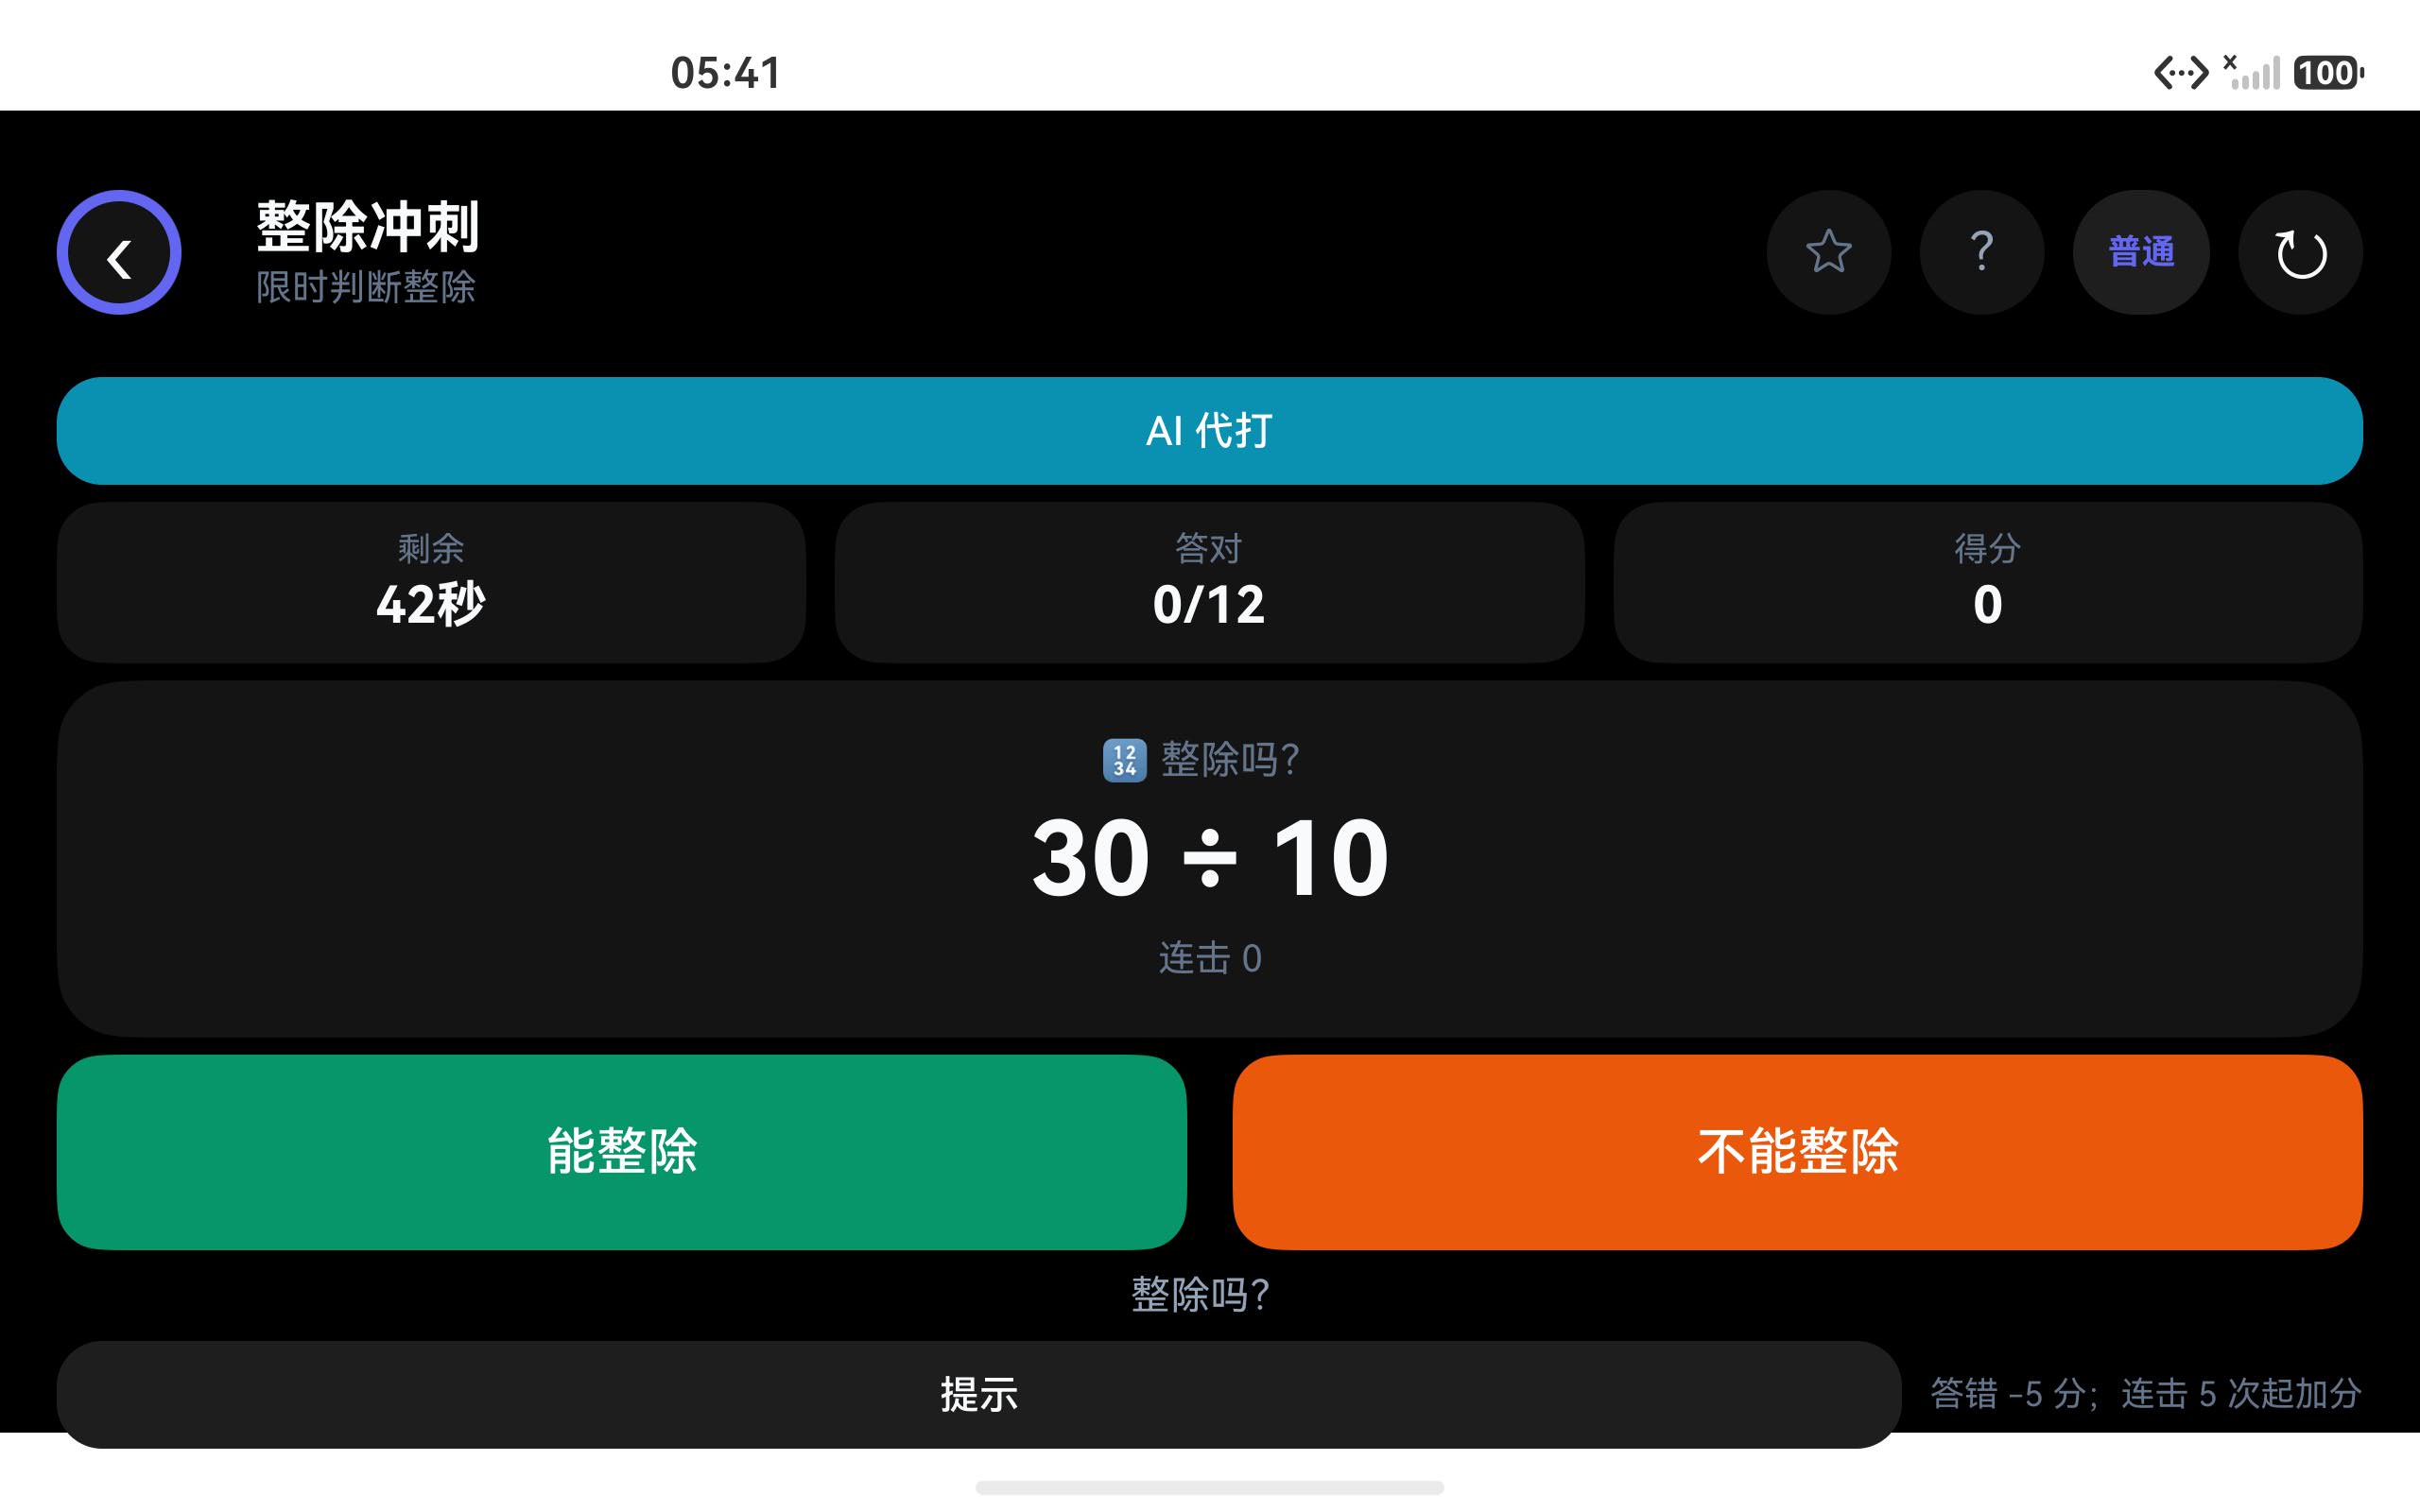 05:41
100
整除冲刺
限时判断整除
?
普通
AI 代打
剩余
42秒
答对
0/12
得分
0
1234 整除吗？
30 ÷ 10
连击 0
能整除
不能整除
整除吗？
提示
答错 -5 分；连击 5 次起加分